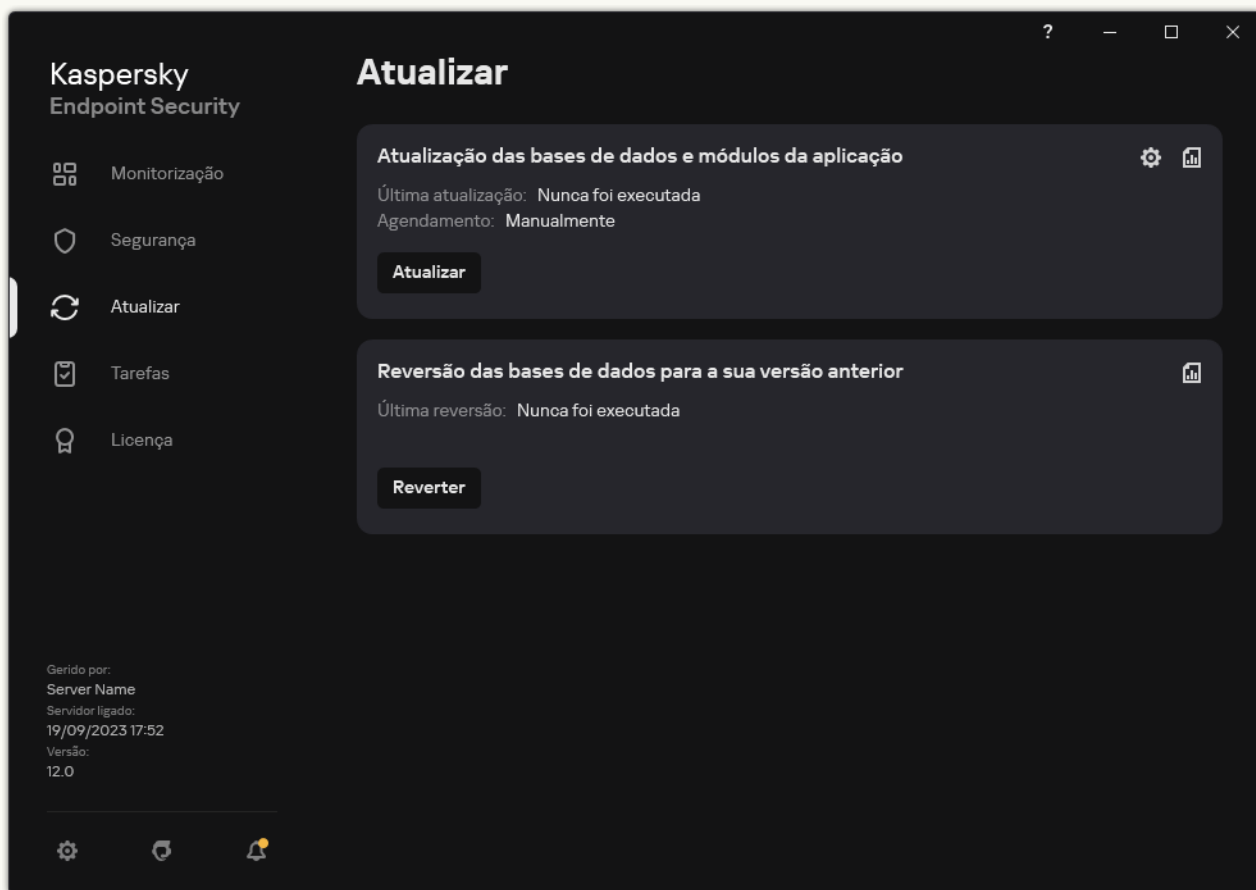 ?
Kaspersky
Endpoint Security
Monitorização
Segurança
Atualizar
Tarefas
Licença
Gerido por:
Server Name
Servidor ligado:
19/09/2023 17:52
Versão:
12.0
Atualizar
Atualização das bases de dados e módulos da aplicação
Última atualização: Nunca foi executada
Agendamento: Manualmente
Atualizar
Reversão das bases de dados para a sua versão anterior
Última reversão: Nunca foi executada
Reverter